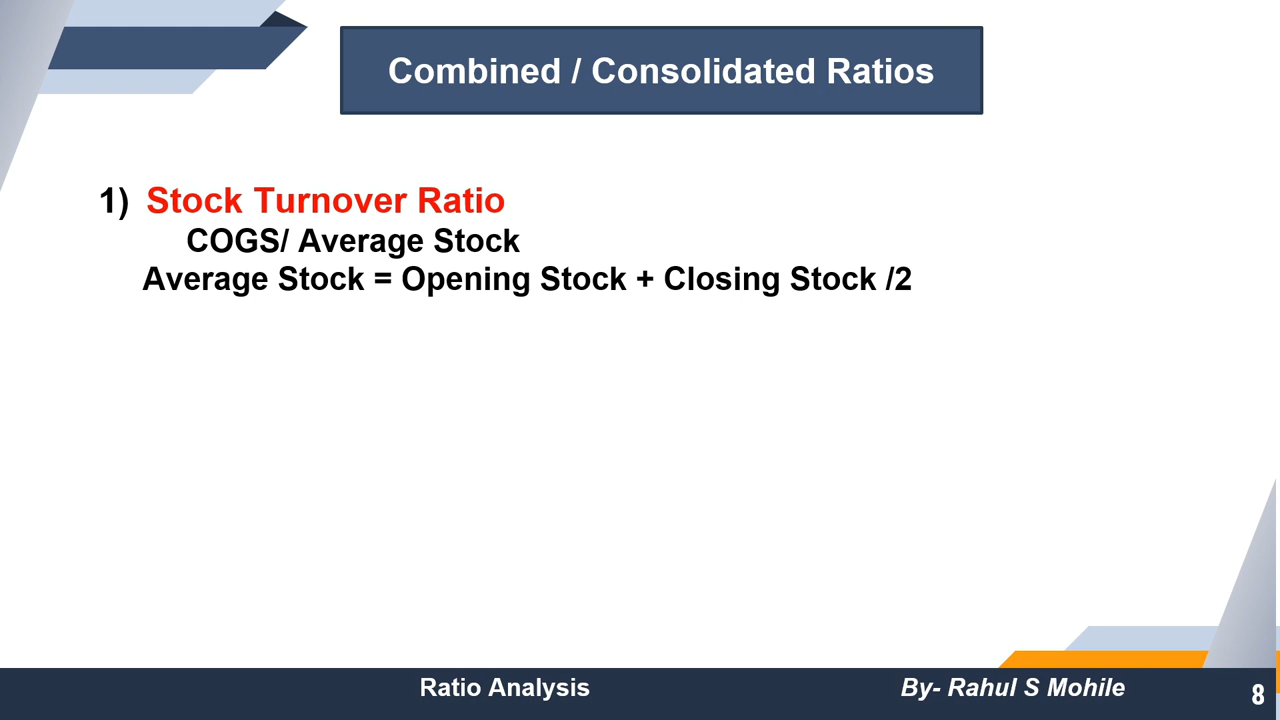 Combined / Consolidated Ratios
1) Stock Turnover Ratio
COGS/ Average Stock
Average Stock = Opening Stock + Closing Stock /2
Ratio Analysis
By- Rahul S Mohile
8